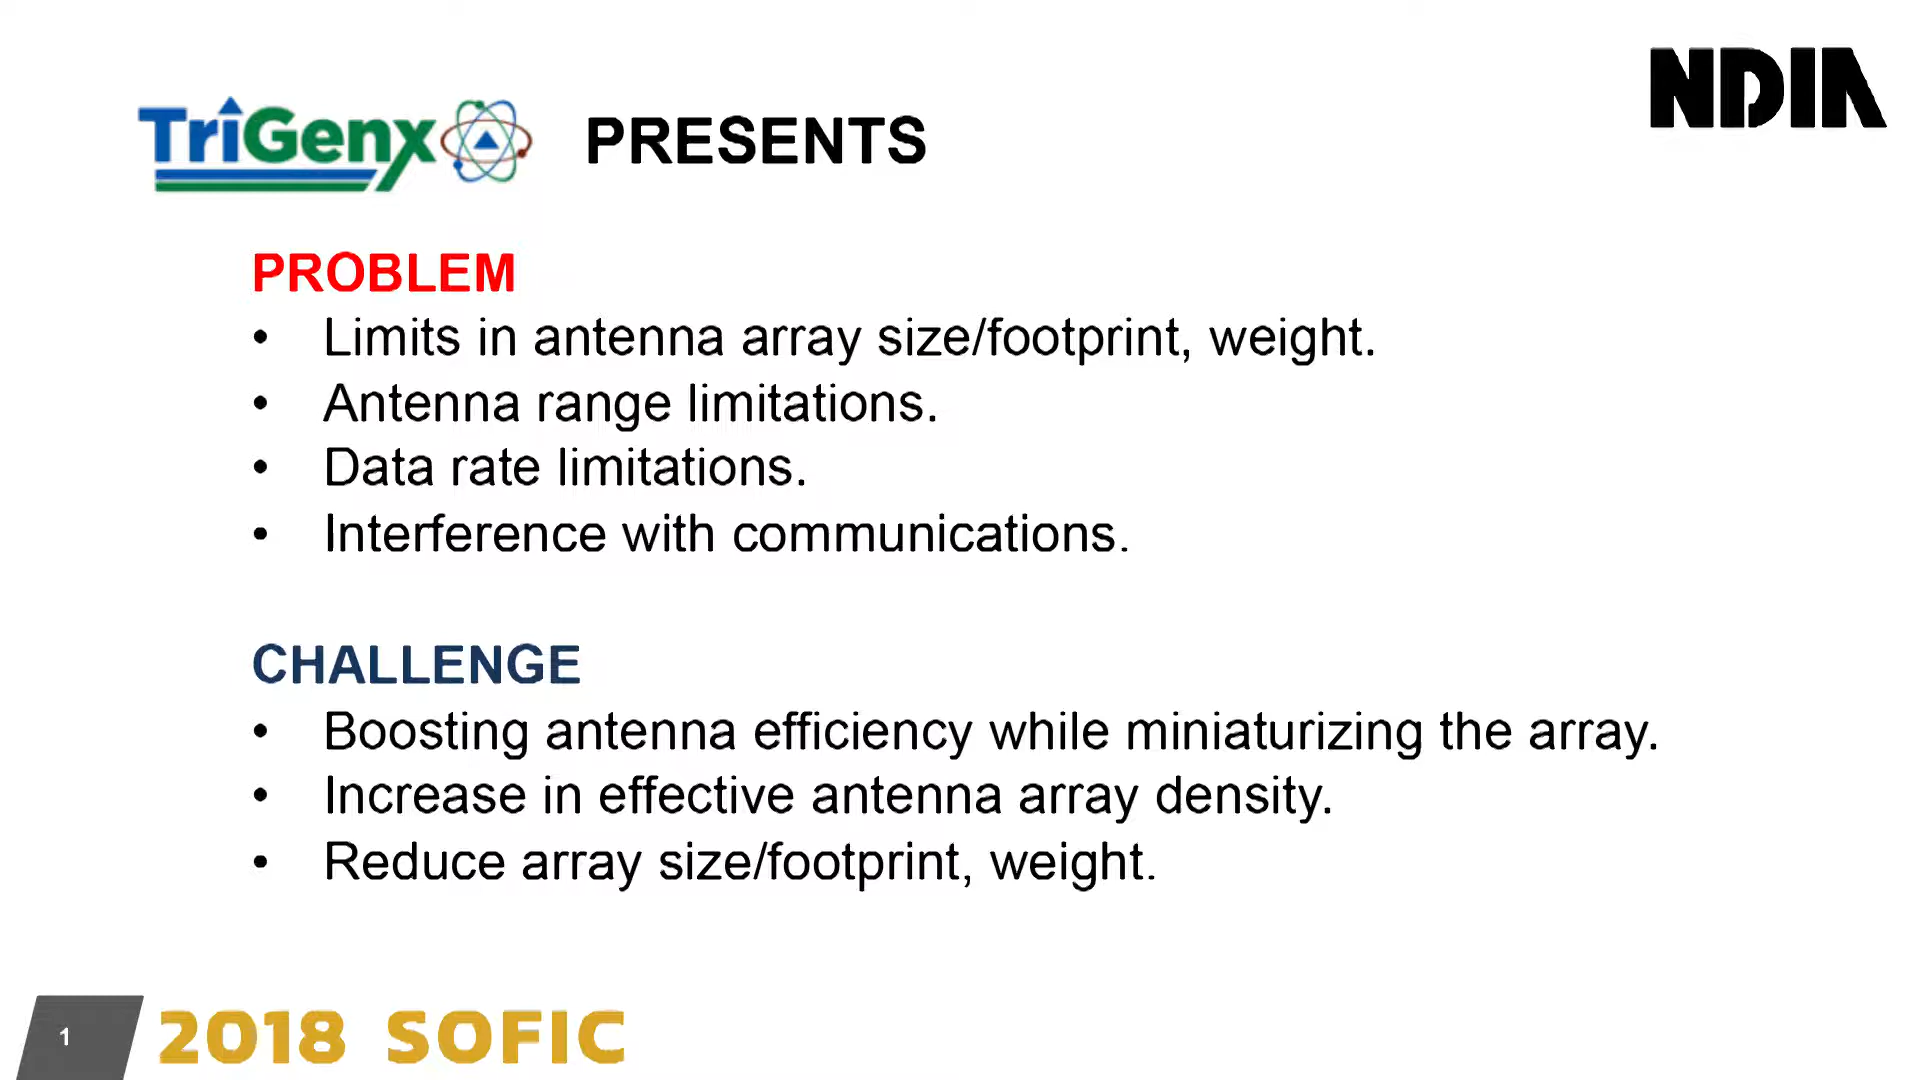 NDIA
TriGenx PRESENTS
PROBLEM
• Limits in antenna array size/footprint, weight.
• Antenna range limitations.
• Data rate limitations.
• Interference with communications.
CHALLENGE
• Boosting antenna efficiency while miniaturizing the array.
• Increase in effective antenna array density.
• Reduce array size/footprint, weight.
1 2018 SOFIC